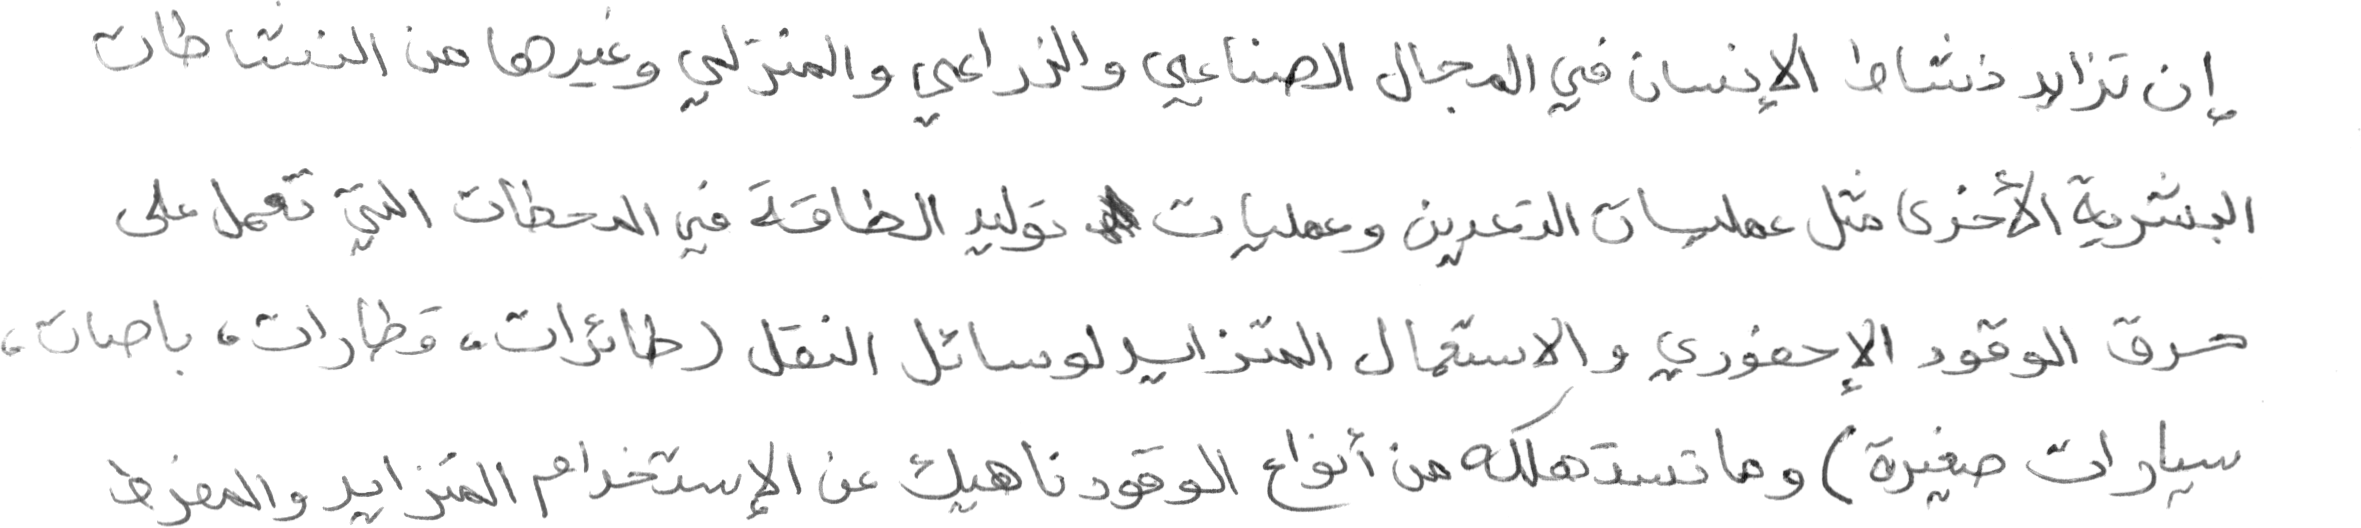 إن تزايد نشاط الإنسان في المجال الصناعي والزراعي والمنزلي وغيرها من النشاطات
البشرية الأخرى مثل عمليات التعدين وعمليات توليد الطاقة في المحطات التي تعمل على
حرق الوقود الإحفوري والاستعمال المتزايد لوسائل النقل (طائرات، قطارات، باصات،
سيارات صغيرة) وما تستهلكه من أنواع الوقود ناهيك عن الإستخدام المتزايد والمفرط